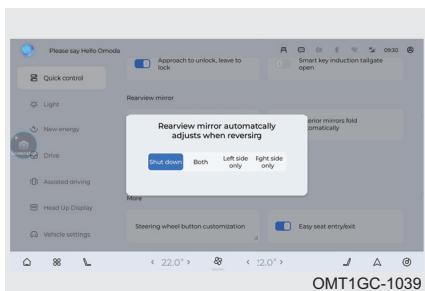 Please say Hello Omoda
09:30
Quick control
Approach to unlock, leave to
lock
Smart key induction tailgate
open
Light
Rearview mirror
New energy
erior mirrors fold
omatically
Rearview mirror automatcally
adjusts when reversirg
Shut down
Both
Left side
only
fight side
only
Drive
Assisted driving
More
Head Up Display
Steering wheel button customization
Easy seat entry/exit
Vehicle settings
< 22.0° >
< 22.0° >
OMT1GC-1039